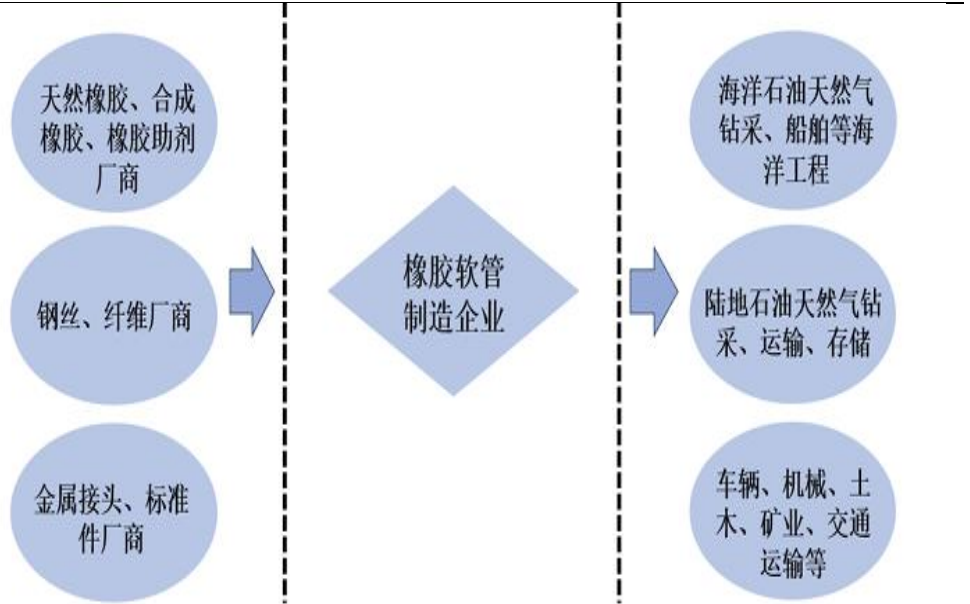 天然橡胶、合成
橡胶、橡胶助剂
厂商
钢丝、纤维厂商
金属接头、标准
件厂商
橡胶软管
制造企业
海洋石油天然气
钻采、船舶等海
洋工程
陆地石油天然气钻
采、运输、存储
车辆、机械、土
木、矿业、交通
运输等